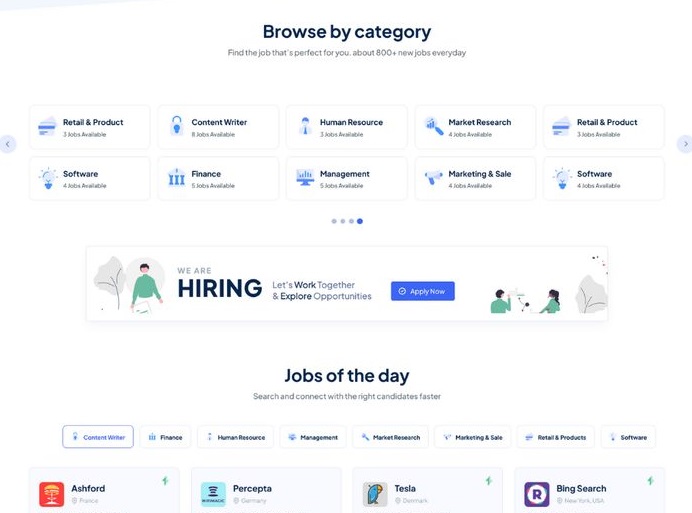 Browse by category
Find the job that's perfect for you. about 800+ new jobs everyday
Retail & Product
3 Jobs Available
Content Writer
8 Jobs Available
Human Resource
3 Jobs Available
Market Research
4 Jobs Available
Retail & Product
3 Jobs Available
Software
4 Jobs Available
Finance
5 Jobs Available
Management
5 Jobs Available
Marketing & Sale
4 Jobs Available
Software
4 Jobs Available
WE ARE
HIRING
Let's Work Together
& Explore Opportunities
Apply Now
Jobs of the day
Search and connect with the right candidates faster
Content Writer
Finance
Human Resource
Management
Market Research
Marketing & Sale
Retail & Products
Software
Ashford
France
Percepta
Germany
Tesla
Denmark
Bing Search
New York, USA